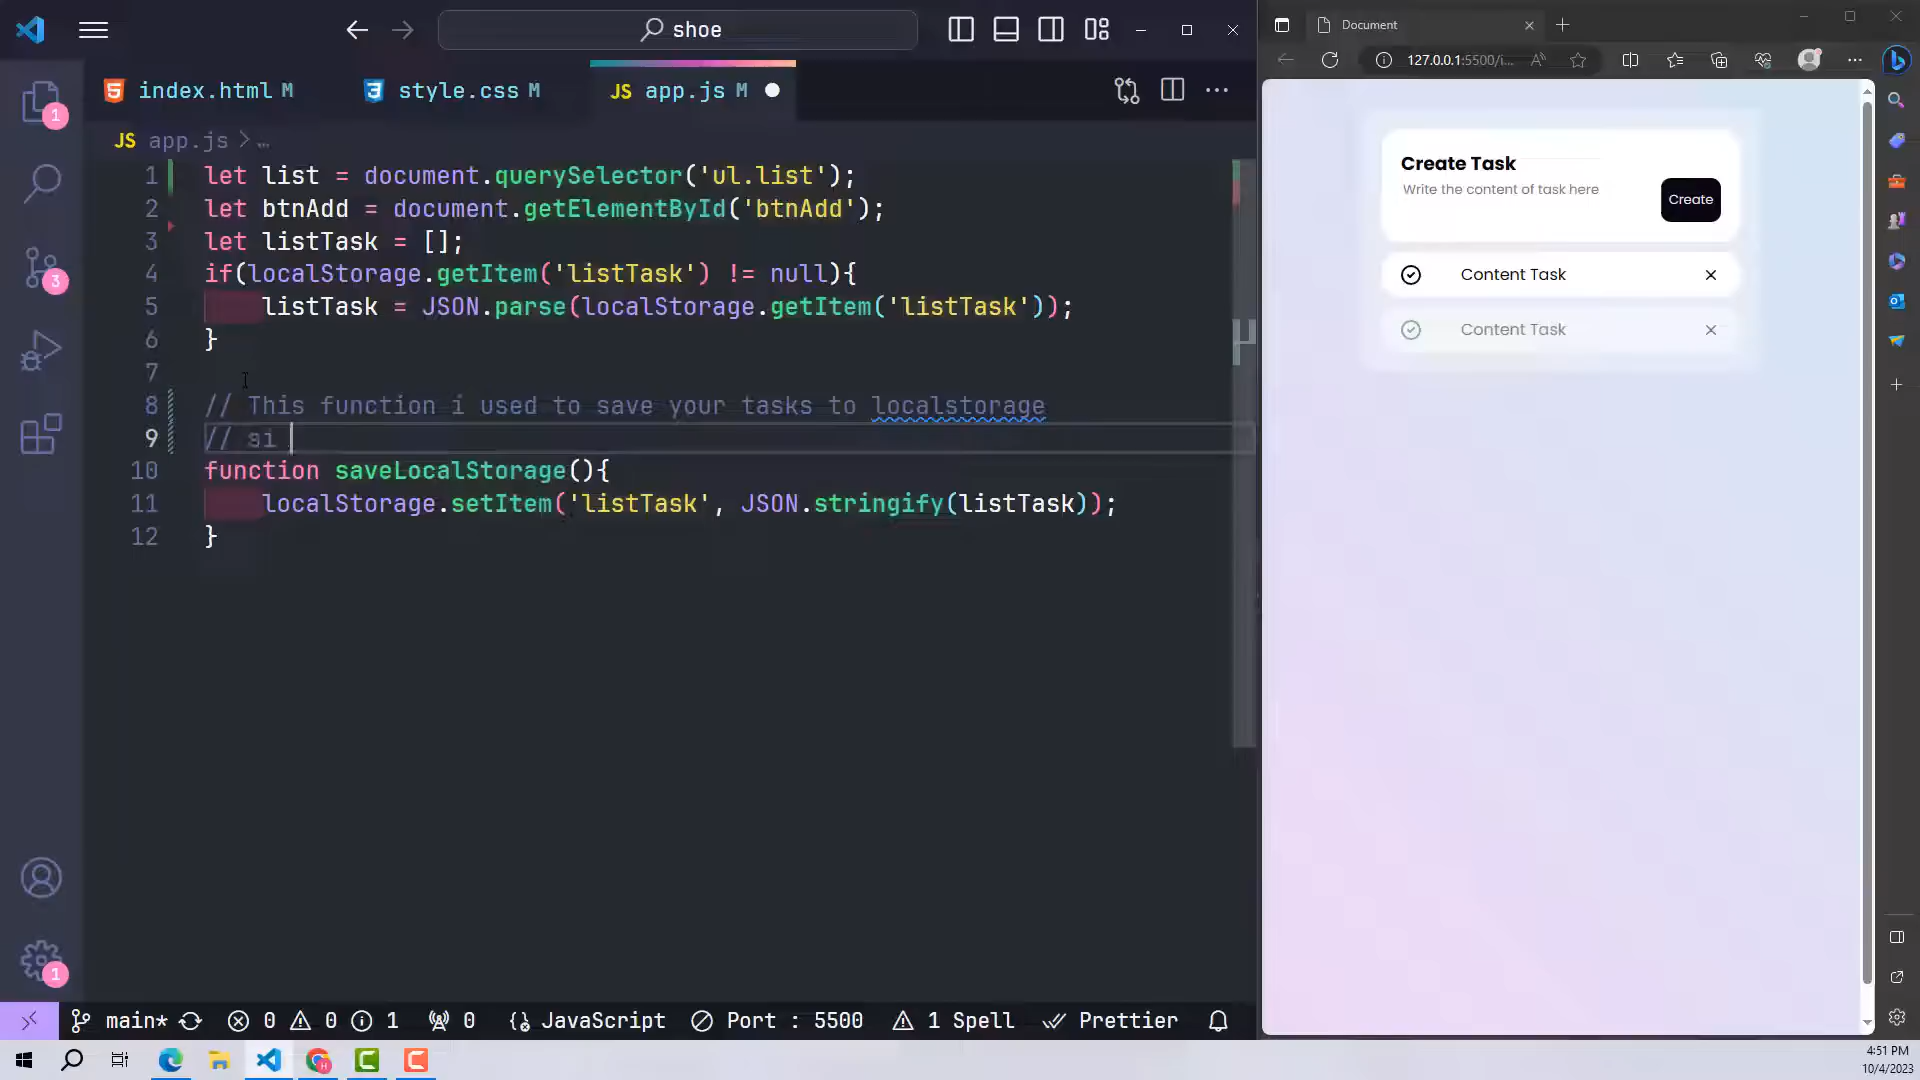 shoe
index.html M
style.css M
JS app.js M
JS app.js > …
1 let list = document.querySelector('ul.list');
2 let btnAdd = document.getElementById('btnAdd');
3 let listTask = [];
4 if(localStorage.getItem('listTask') != null){
5 listTask = JSON.parse(localStorage.getItem('listTask'));
6 }
7
8 // This function i used to save your tasks to localstorage
9 // si
10 function saveLocalStorage(){
11 localStorage.setItem('listTask', JSON.stringify(listTask));
12 }
1
3
1
main* 0 0 1 0 JavaScript Port : 5500 1 Spell Prettier
Document
127.0.0.1:5500/i...
Create Task
Write the content of task here
Create
Content Task
Content Task
4:51 PM
10/4/2023